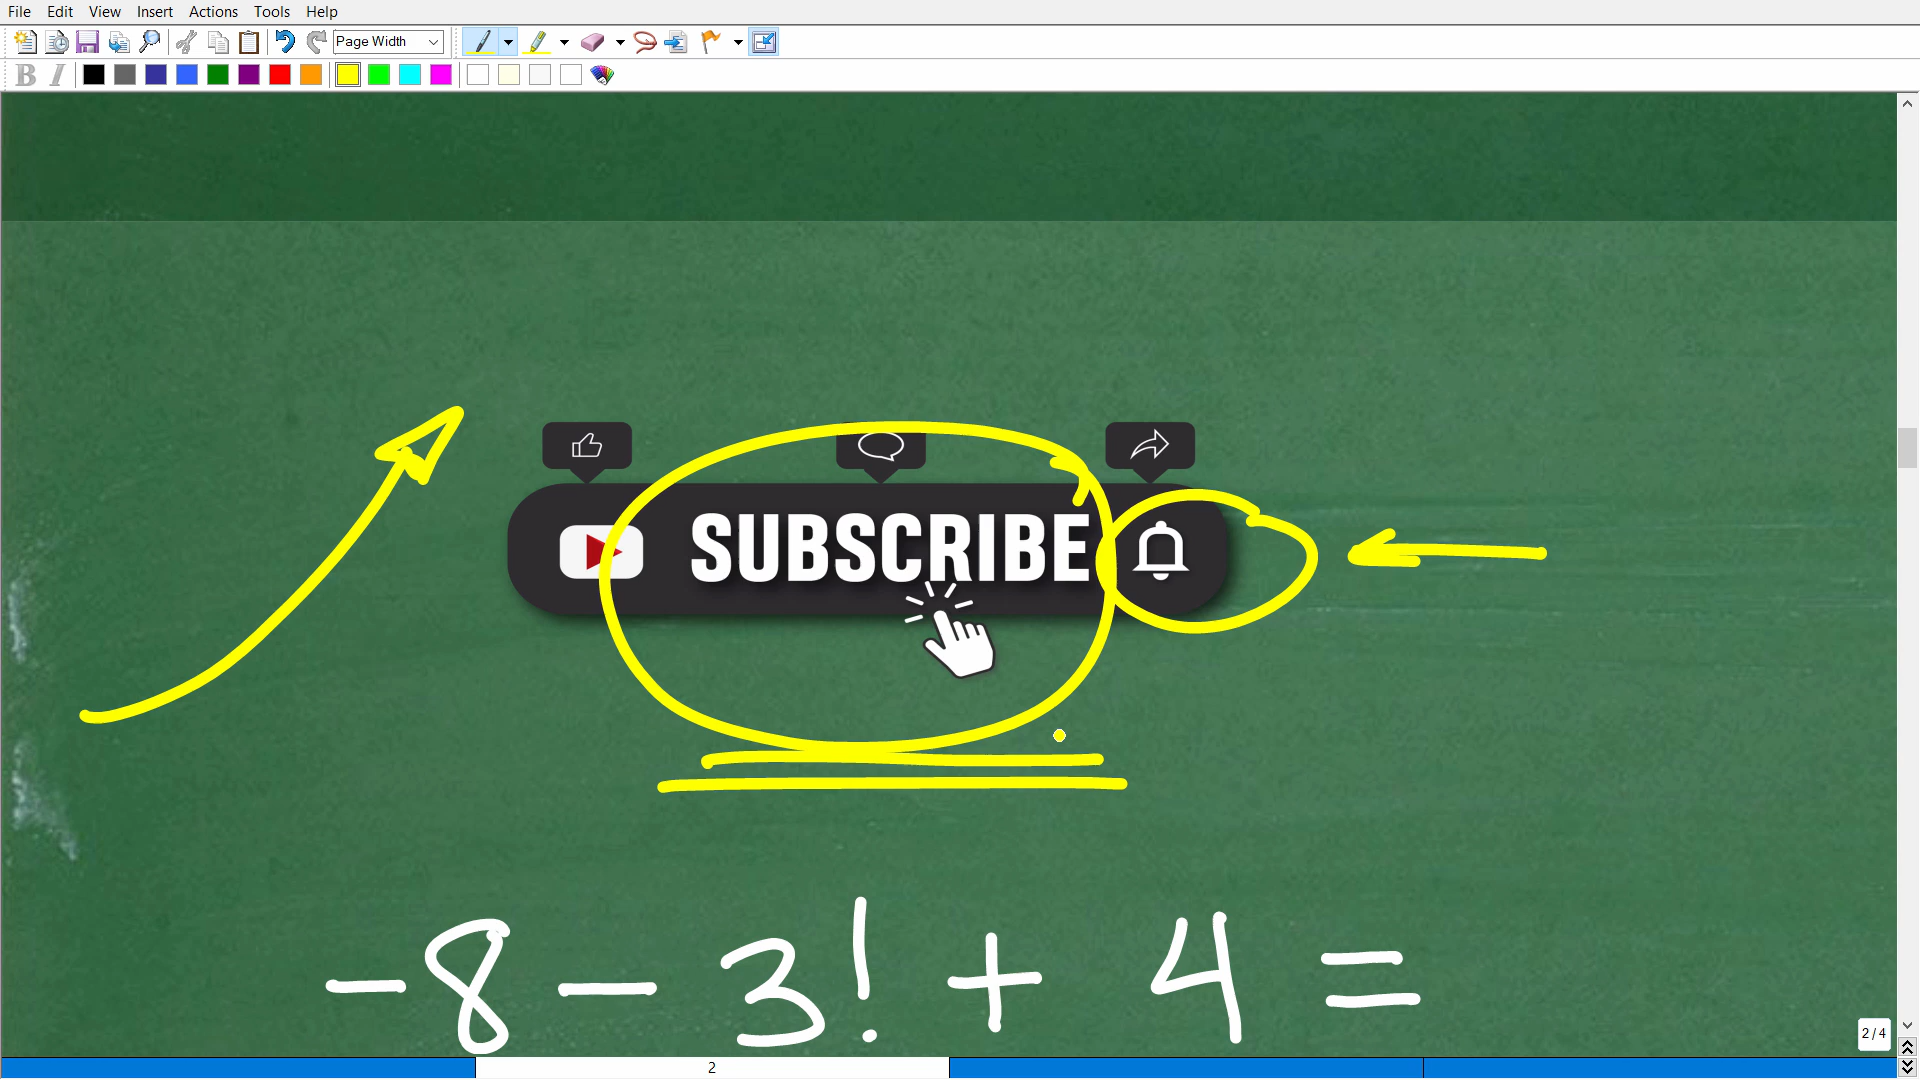 File Edit View Insert Actions Tools Help
Page Width
B I
SUBSCRIBE
-8 - 3! + 4 =
2 / 4
2